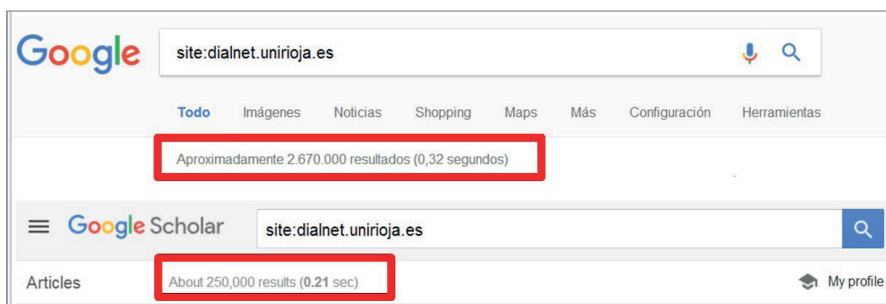 Google site:dialnet.unirioja.es
Todo Imágenes Noticias Shopping Maps Más Configuración Herramientas
Aproximadamente 2.670.000 resultados (0,32 segundos)
Google Scholar site:dialnet.unirioja.es
Articles About 250,000 results (0.21 sec) My profile